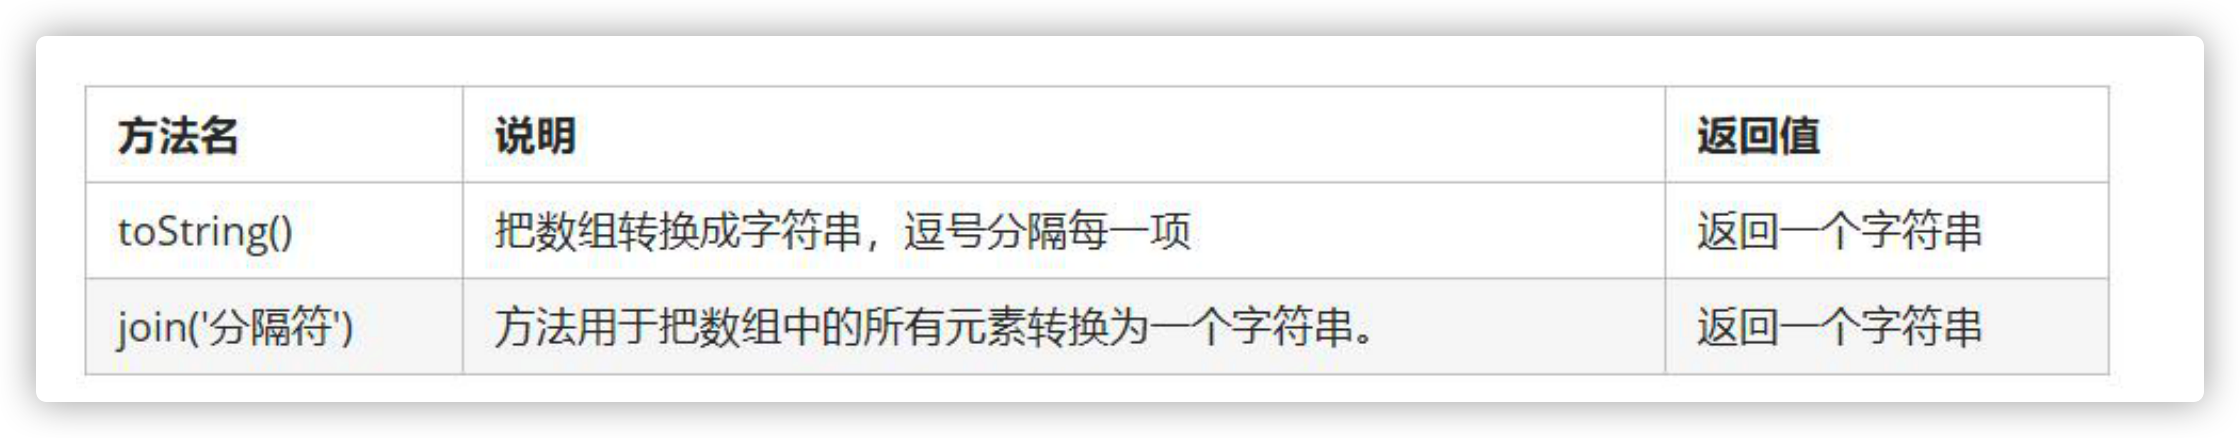 方法名 说明 返回值
toString() 把数组转换成字符串，逗号分隔每一项 返回一个字符串
join('分隔符') 方法用于把数组中的所有元素转换为一个字符串。 返回一个字符串